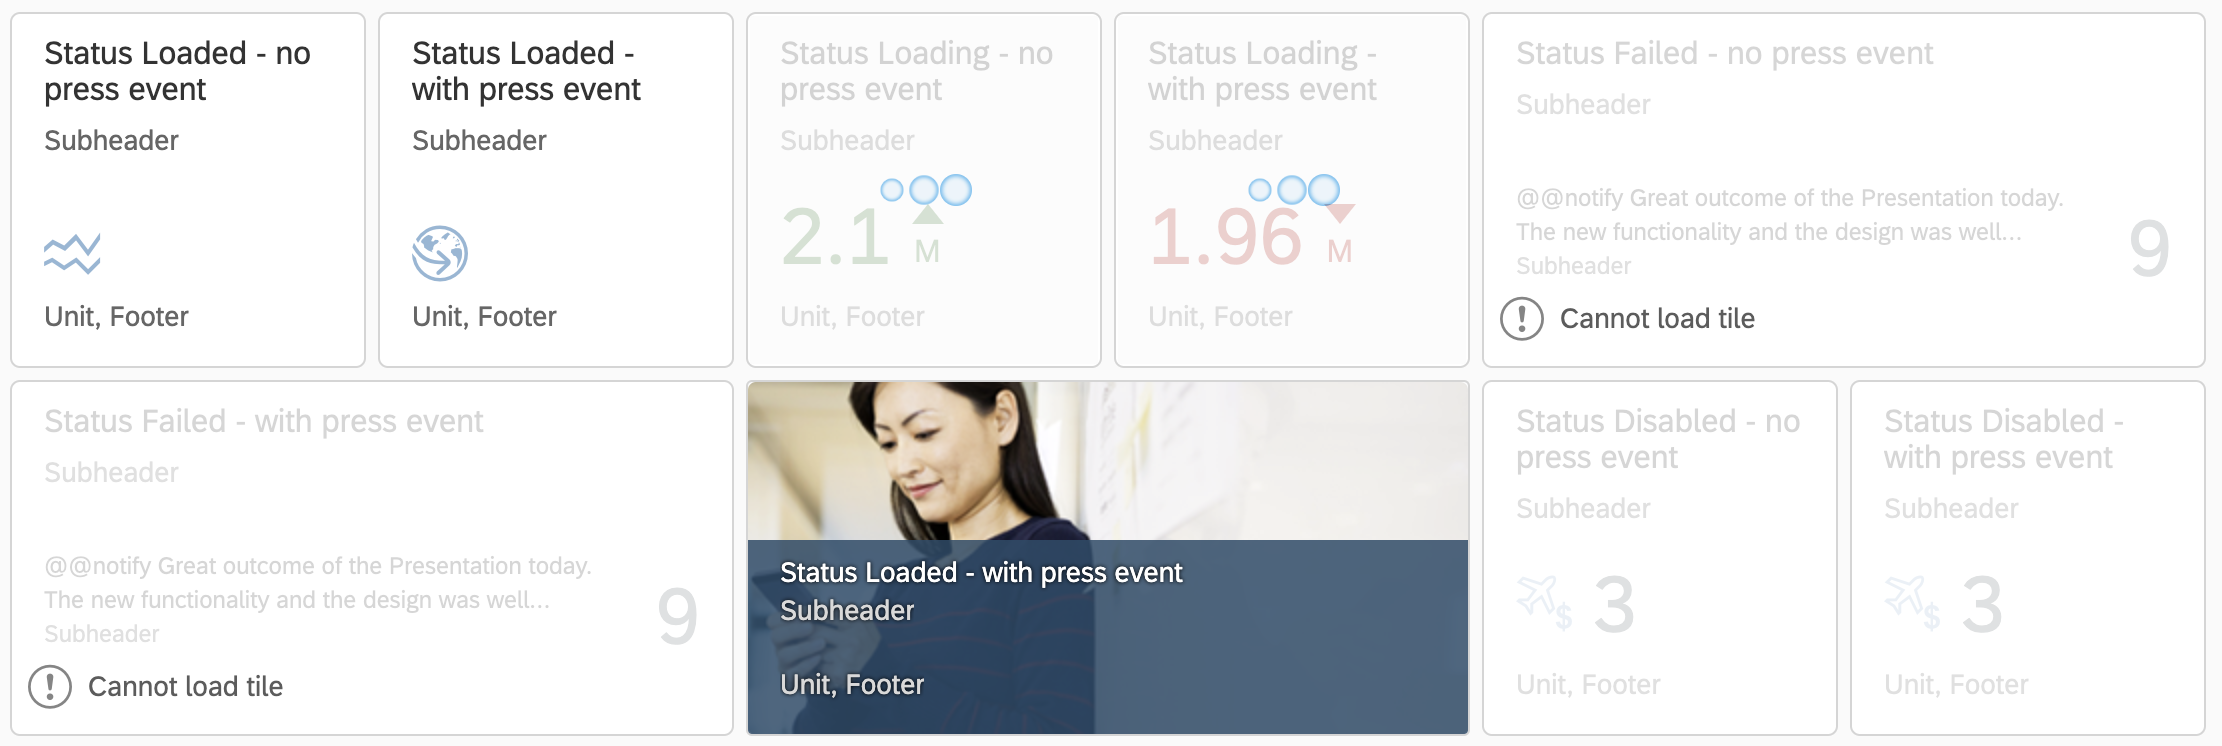 Status Loaded - no
press event
Subheader
Unit, Footer
Status Loaded -
with press event
Subheader
Unit, Footer
Status Loading - no
press event
Subheader
2.1
M
Unit, Footer
Status Loading -
with press event
Subheader
1.96
M
Unit, Footer
Status Failed - no press event
Subheader
@@notify Great outcome of the Presentation today.
The new functionality and the design was well...
Subheader
9
Cannot load tile
Status Failed - with press event
Subheader
@@notify Great outcome of the Presentation today.
The new functionality and the design was well...
Subheader
9
Cannot load tile
Status Loaded - with press event
Subheader
Unit, Footer
Status Disabled - no
press event
Subheader
$ 3
Unit, Footer
Status Disabled -
with press event
Subheader
$ 3
Unit, Footer